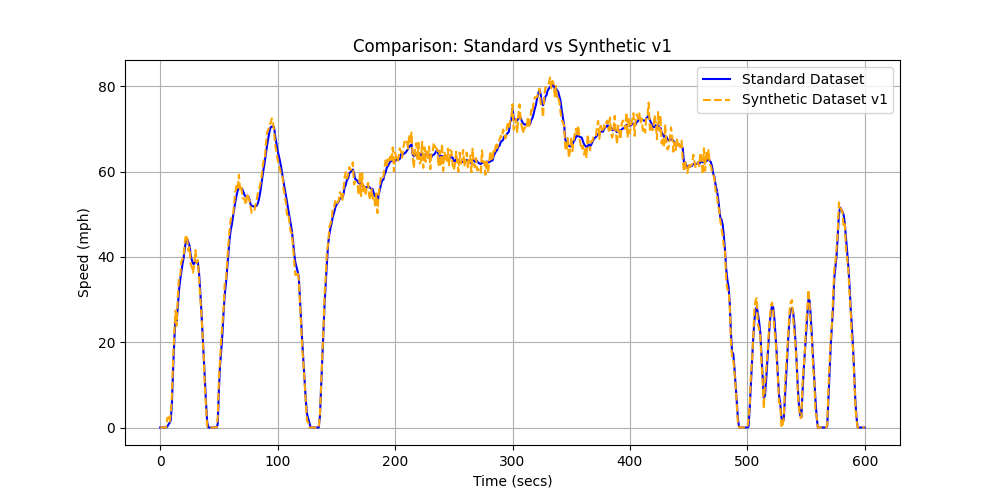 Comparison: Standard vs Synthetic v1
Standard Dataset
Synthetic Dataset v1
Speed (mph)
80
60
40
20
0
0 100 200 300 400 500 600
Time (secs)